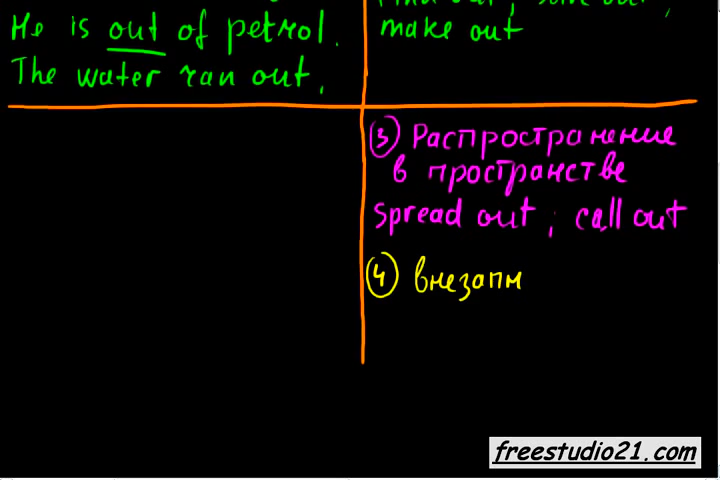 He is out of petrol.
The water ran out.
make out
③ Распространение
в пространстве
Spread out ; call out
④ внезапн
freestudio21.com